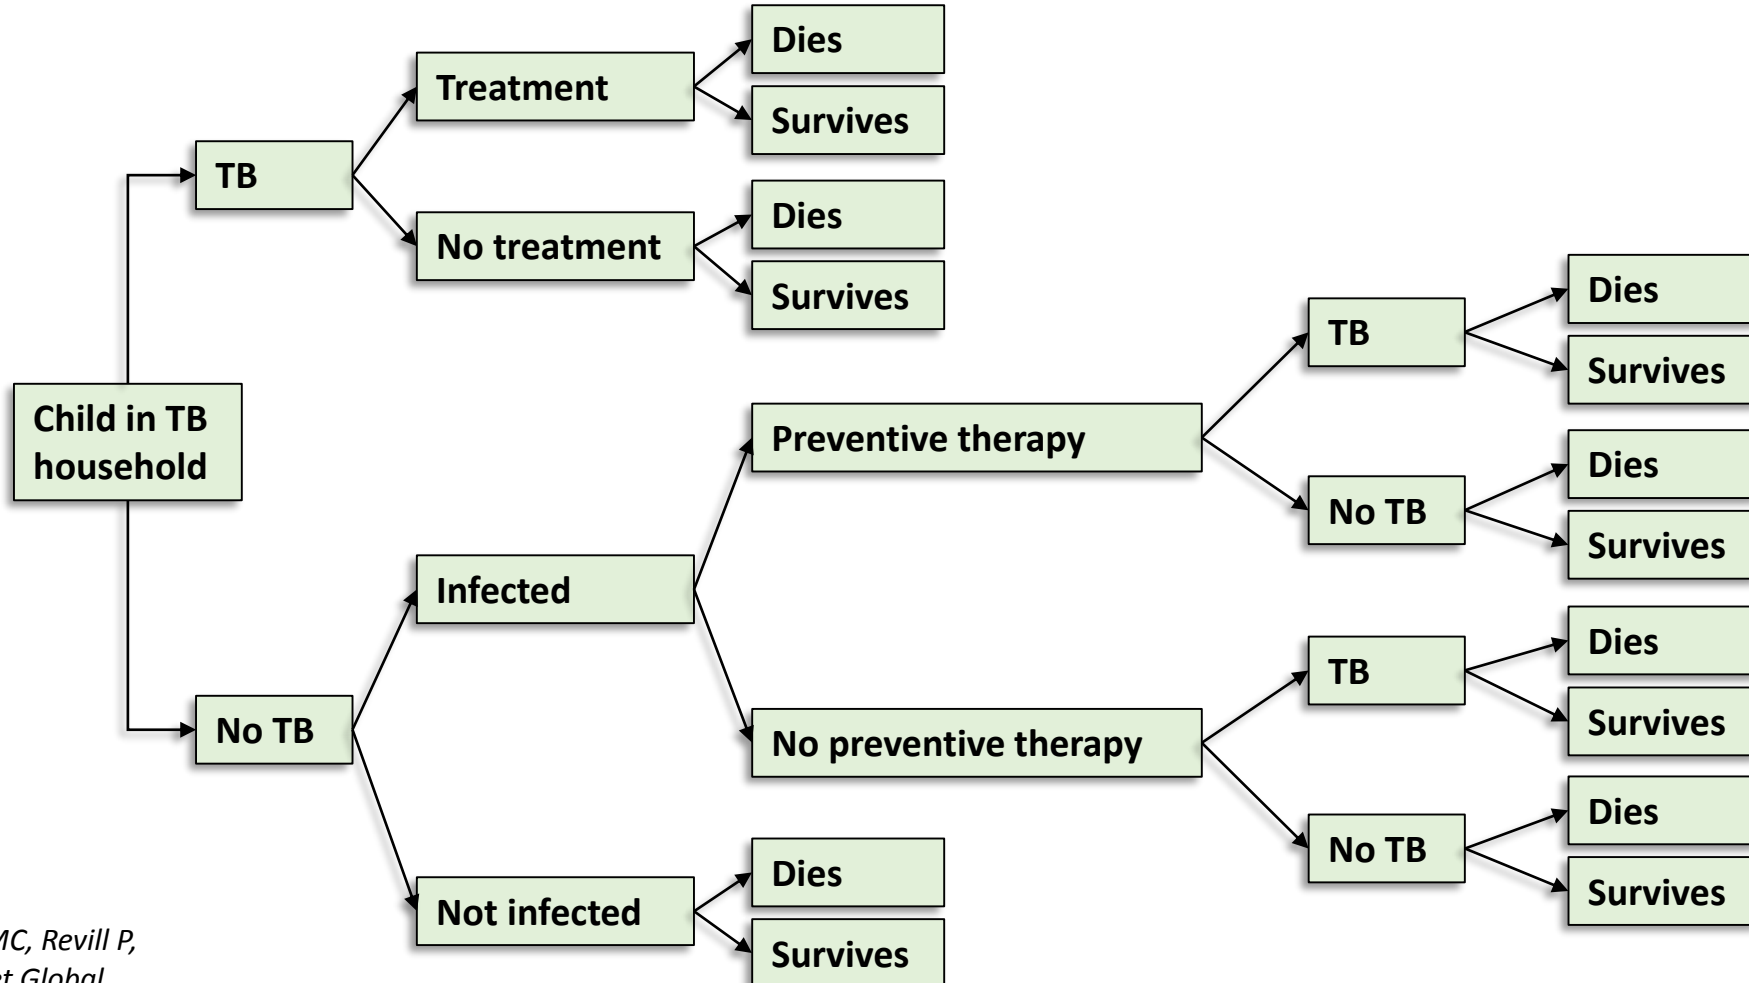 Dies
Treatment
Survives
TB
Dies
No treatment
Survives
Child in TB
household
Dies
TB
Survives
Preventive therapy
Dies
No TB
Survives
Infected
Dies
TB
Survives
No TB
No preventive therapy
Dies
No TB
Survives
Dies
Not infected
Survives
MC, Revill P,
et Global